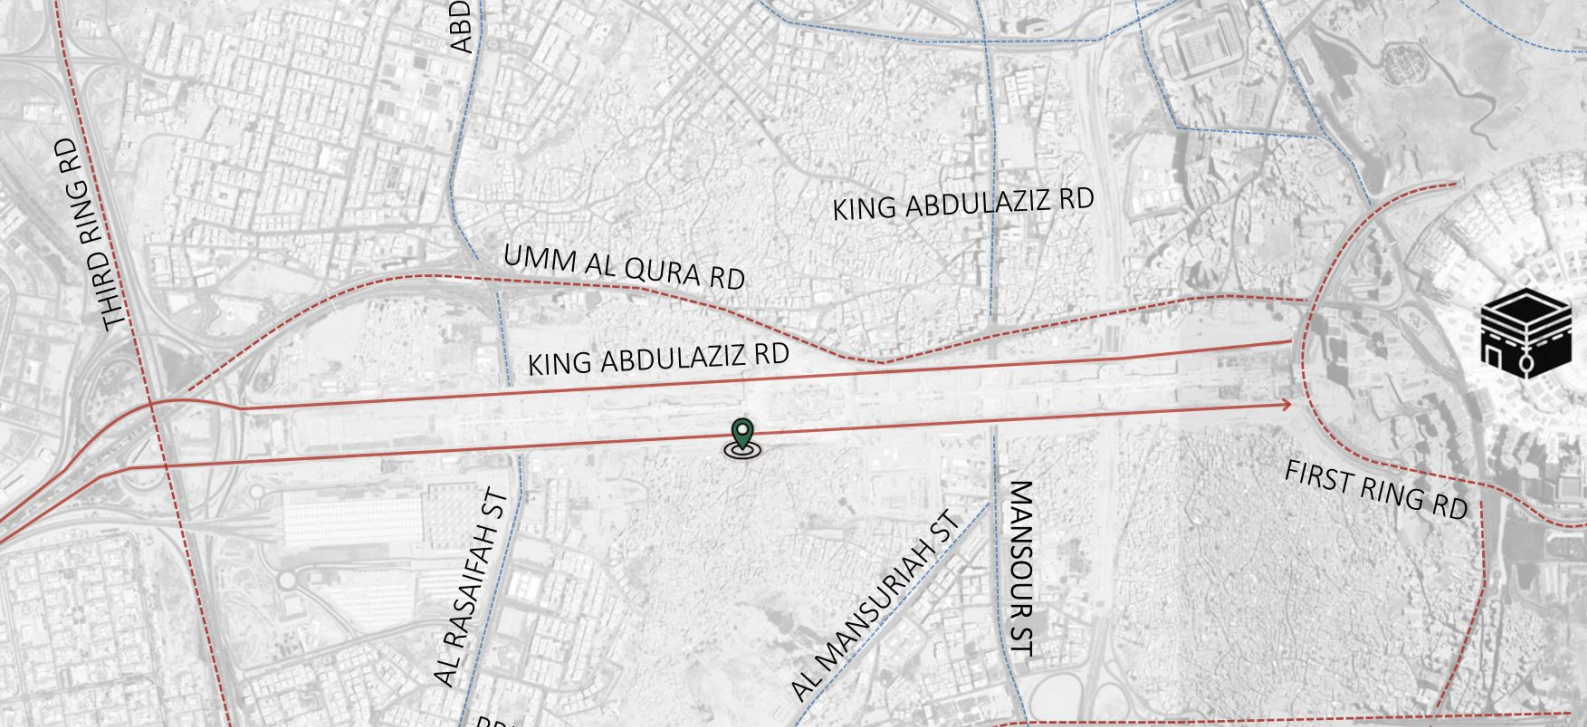 ABD
THIRD RING RD
KING ABDULAZIZ RD
UMM AL QURA RD
KING ABDULAZIZ RD
FIRST RING RD
AL RASAIFAH ST
AL MANSURIAH ST
MANSOUR ST